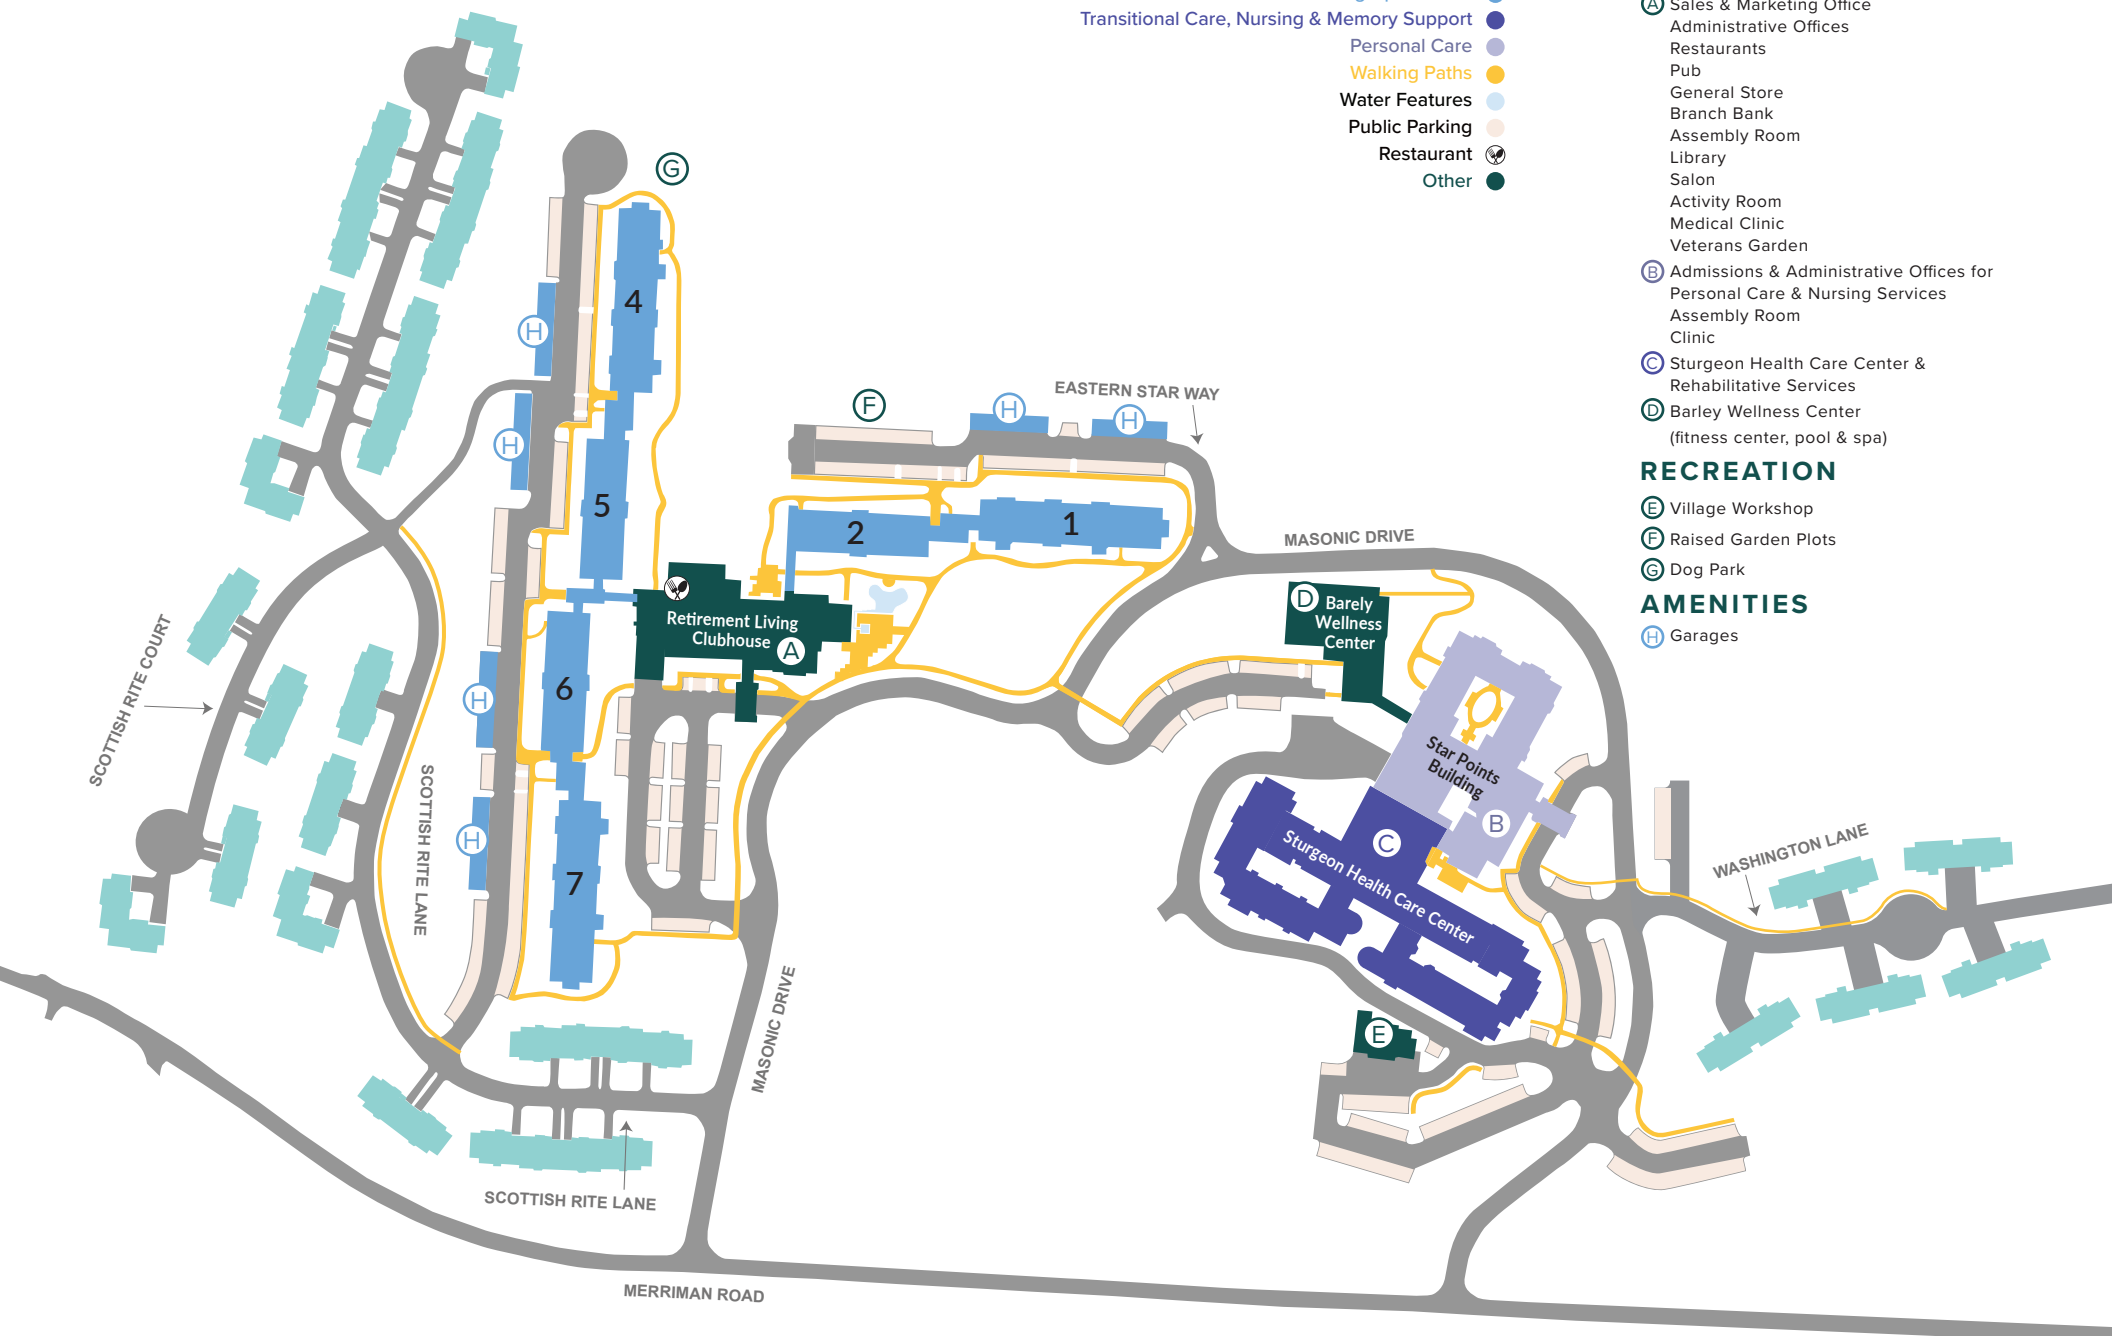 Transitional Care, Nursing & Memory Support
Personal Care
Walking Paths
Water Features
Public Parking
Restaurant
Other
A Sales & Marketing Office
Administrative Offices
Restaurants
Pub
General Store
Branch Bank
Assembly Room
Library
Salon
Activity Room
Medical Clinic
Veterans Garden
B Admissions & Administrative Offices for
Personal Care & Nursing Services
Assembly Room
Clinic
C Sturgeon Health Care Center &
Rehabilitative Services
D Barley Wellness Center
(fitness center, pool & spa)
RECREATION
E Village Workshop
F Raised Garden Plots
G Dog Park
AMENITIES
H Garages
G
4
H
H
5
F
H
H
EASTERN STAR WAY
2
1
MASONIC DRIVE
Retirement Living
Clubhouse
A
D
Barely
Wellness
Center
6
H
SCOTTISH RITE COURT
SCOTTISH RITE LANE
H
7
Star Points
Building
B
C
Sturgeon Health Care Center
WASHINGTON LANE
MASONIC DRIVE
E
SCOTTISH RITE LANE
MERRIMAN ROAD